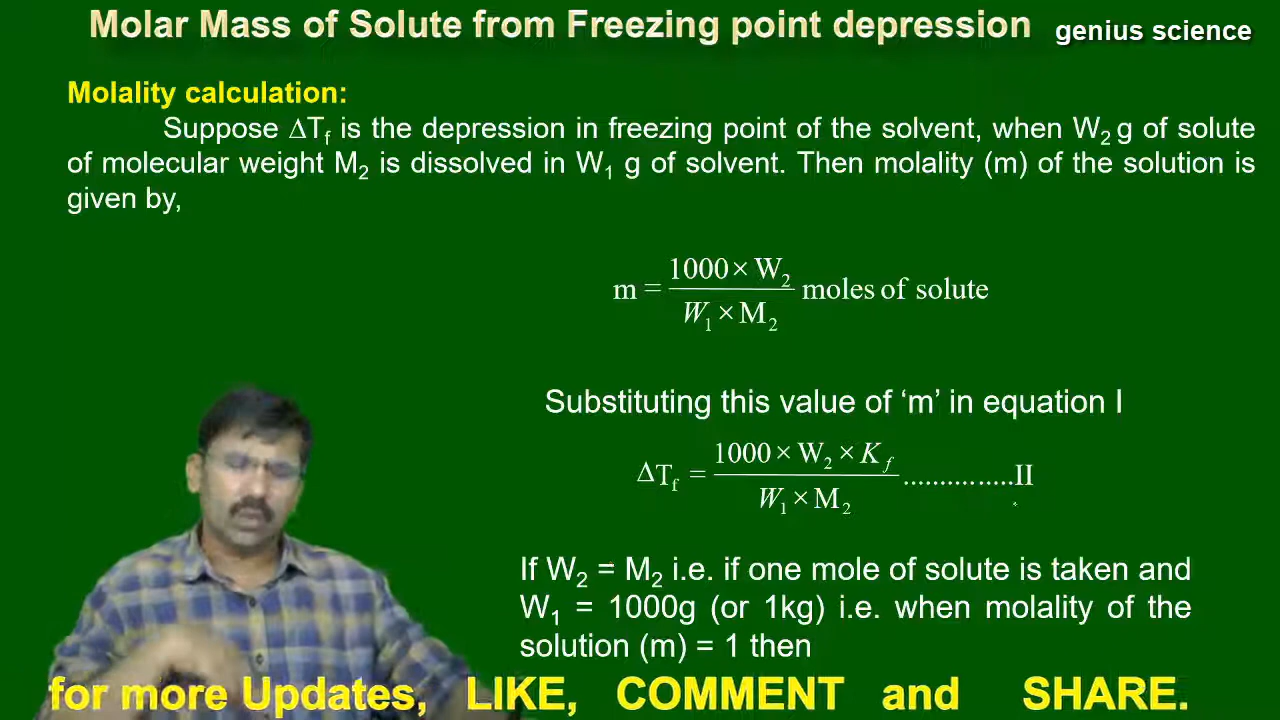 Molar Mass of Solute from Freezing point depression
genius science
Molality calculation:
Suppose ΔTf is the depression in freezing point of the solvent, when W2 g of solute
of molecular weight M2 is dissolved in W1 g of solvent. Then molality (m) of the solution is
given by,
m = 1000 × W2 / W1 × M2 moles of solute
Substituting this value of ‘m’ in equation I
ΔTf = 1000 × W2 × Kf / W1 × M2 ...............II
If W2 = M2 i.e. if one mole of solute is taken and
W1 = 1000g (or 1kg) i.e. when molality of the
solution (m) = 1 then
for more Updates, LIKE, COMMENT and SHARE.